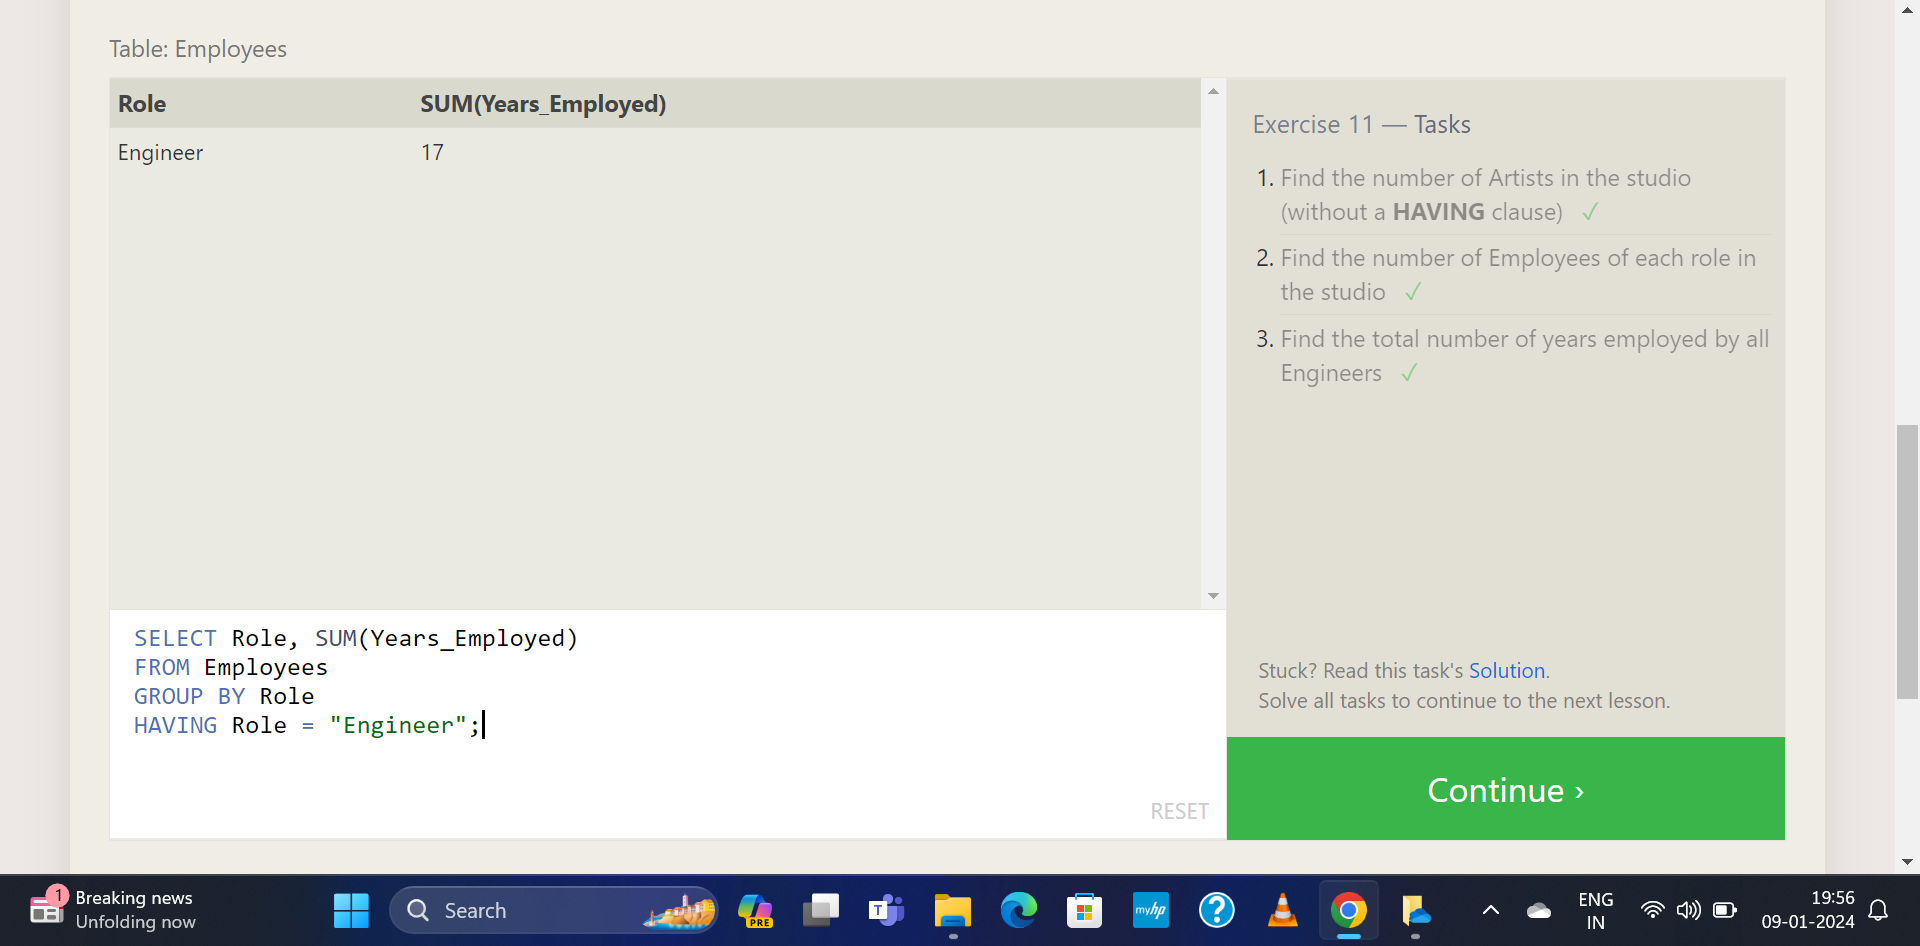 Table: Employees
Role SUM(Years_Employed)
Engineer 17
Exercise 11 — Tasks
1. Find the number of Artists in the studio
(without a HAVING clause) ✓
2. Find the number of Employees of each role in
the studio ✓
3. Find the total number of years employed by all
Engineers ✓
Stuck? Read this task's Solution.
Solve all tasks to continue to the next lesson.
Continue ›
SELECT Role, SUM(Years_Employed)
FROM Employees
GROUP BY Role
HAVING Role = "Engineer";
RESET
1
Breaking news
Unfolding now
Search
PRE
T
myhp
?
ENG
IN
19:56
09-01-2024